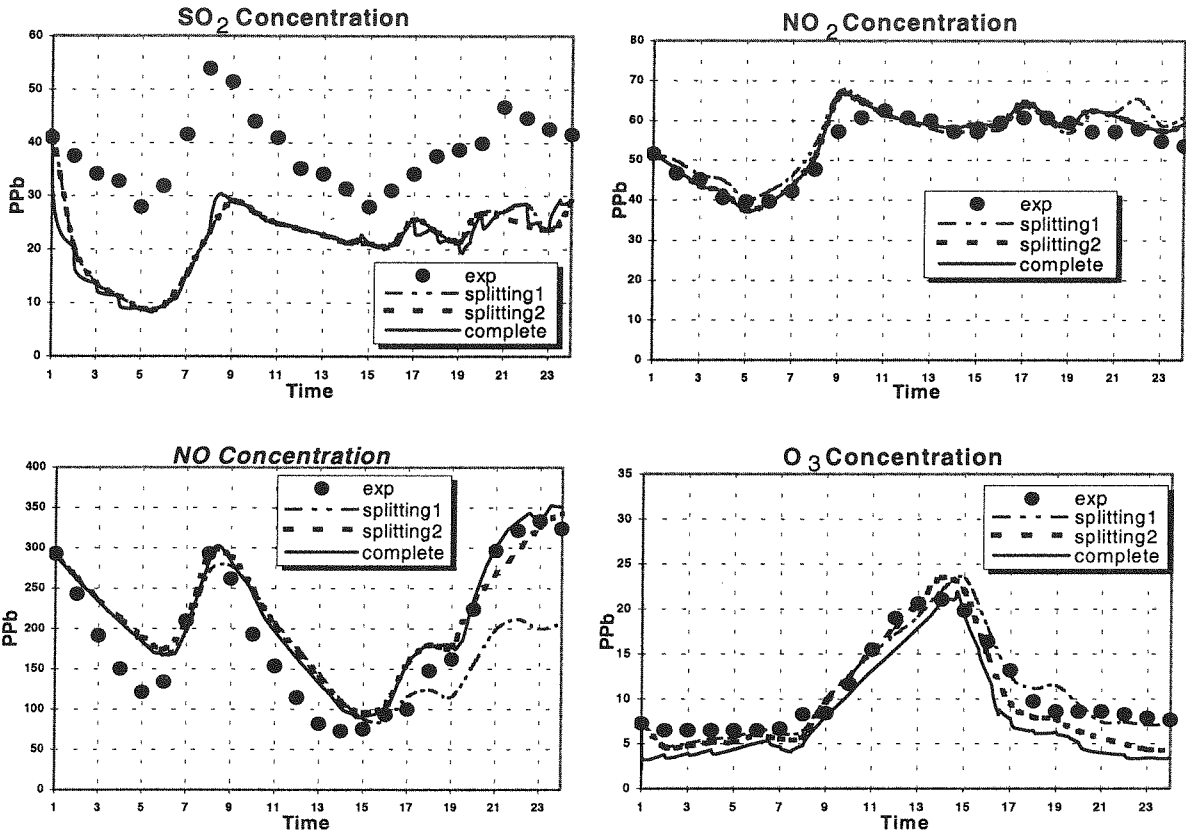 SO2 Concentration
60
50
40
30
20
10
0
PPb
exp
splitting1
splitting2
complete
1 3 5 7 9 11 13 15 17 19 21 23
Time
NO2 Concentration
80
70
60
50
40
30
20
10
0
PPb
exp
splitting1
splitting2
complete
1 3 5 7 9 11 13 15 17 19 21 23
Time
NO Concentration
400
350
300
250
200
150
100
50
0
PPb
exp
splitting1
splitting2
complete
1 3 5 7 9 11 13 15 17 19 21 23
Time
O3 Concentration
35
30
25
20
15
10
5
0
PPb
exp
splitting1
splitting2
complete
1 3 5 7 9 11 13 15 17 19 21 23
Time